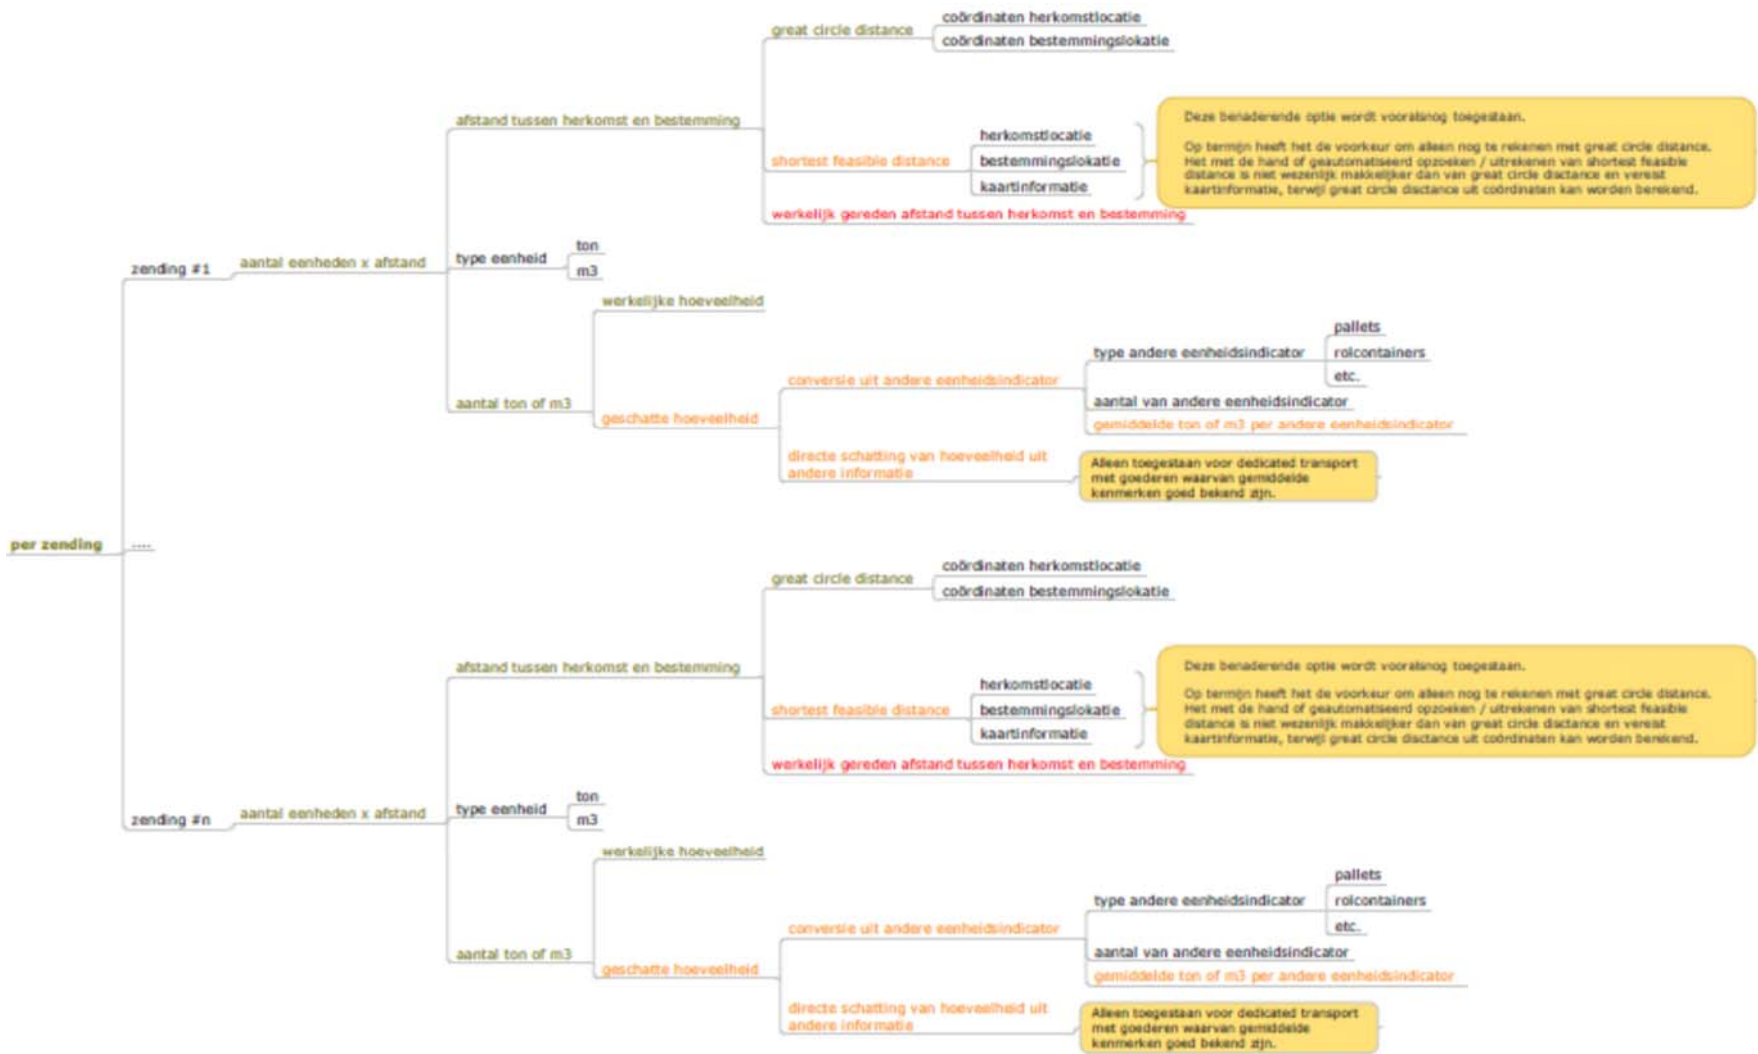 per zending
zending #1
aantal eenheden x afstand
afstand tussen herkomst en bestemming
great circle distance
coördinaten herkomstlocatie
coördinaten bestemmingslokatie
shortest feasible distance
herkomstlocatie
bestemmingslokatie
kaartinformatie
Deze benaderende optie wordt vooralsnog toegestaan.
Op termijn heeft het de voorkeur om alleen nog te rekenen met great circle distance.
Het met de hand of geautomatiseerd opzoeken / uitrekenen van shortest feasible
distance is niet wezenlijk makkelijker dan van great circle disctance en vereist
kaartinformatie, terwijl great circle disctance uit coördinaten kan worden berekend.
werkelijk gereden afstand tussen herkomst en bestemming
type eenheid
ton
m3
aantal ton of m3
werkelijke hoeveelheid
geschatte hoeveelheid
conversie uit andere eenheidsindicator
type andere eenheidsindicator
pallets
rolcontainers
etc.
aantal van andere eenheidsindicator
gemiddelde ton of m3 per andere eenheidsindicator
directe schatting van hoeveelheid uit
andere informatie
Alleen toegestaan voor dedicated transport
met goederen waarvan gemiddelde
kenmerken goed bekend zijn.
....
zending #n
aantal eenheden x afstand
afstand tussen herkomst en bestemming
great circle distance
coördinaten herkomstlocatie
coördinaten bestemmingslokatie
shortest feasible distance
herkomstlocatie
bestemmingslokatie
kaartinformatie
Deze benaderende optie wordt vooralsnog toegestaan.
Op termijn heeft het de voorkeur om alleen nog te rekenen met great circle distance.
Het met de hand of geautomatiseerd opzoeken / uitrekenen van shortest feasible
distance is niet wezenlijk makkelijker dan van great circle disctance en vereist
kaartinformatie, terwijl great circle disctance uit coördinaten kan worden berekend.
werkelijk gereden afstand tussen herkomst en bestemming
type eenheid
ton
m3
aantal ton of m3
werkelijke hoeveelheid
geschatte hoeveelheid
conversie uit andere eenheidsindicator
type andere eenheidsindicator
pallets
rolcontainers
etc.
aantal van andere eenheidsindicator
gemiddelde ton of m3 per andere eenheidsindicator
directe schatting van hoeveelheid uit
andere informatie
Alleen toegestaan voor dedicated transport
met goederen waarvan gemiddelde
kenmerken goed bekend zijn.